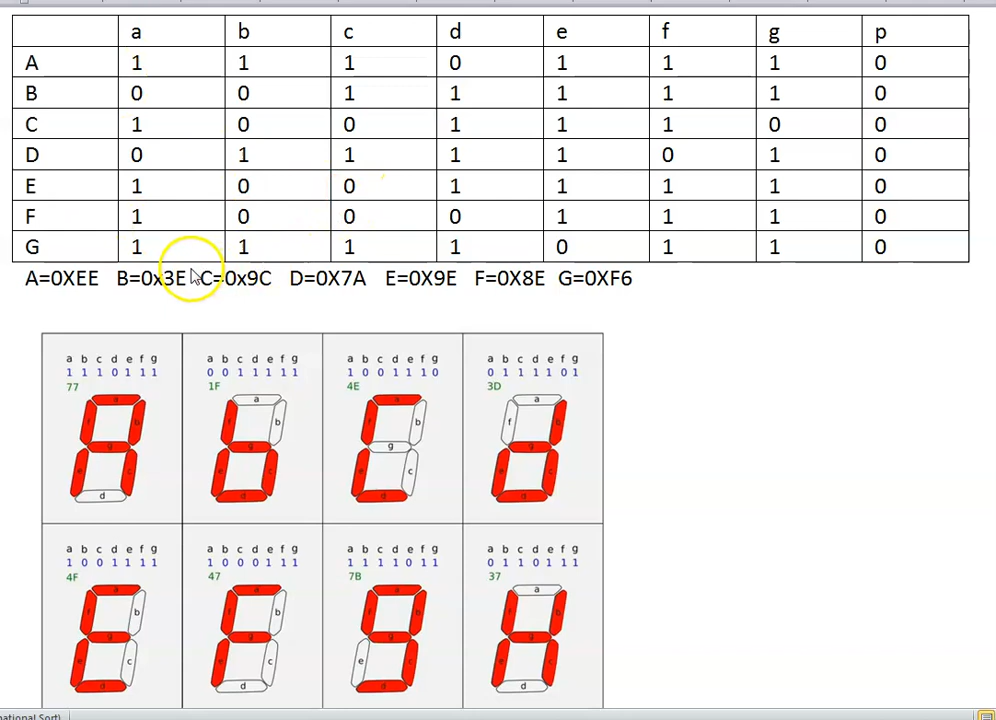 a b c d e f g p
A 1 1 1 0 1 1 1 0
B 0 0 1 1 1 1 1 0
C 1 0 0 1 1 1 0 0
D 0 1 1 1 1 0 1 0
E 1 0 0 1 1 1 1 0
F 1 0 0 0 1 1 1 0
G 1 1 1 1 0 1 1 0
A=0XEE B=0x3E C=0x9C D=0X7A E=0X9E F=0X8E G=0XF6
a b c d e f g a b c d e f g a b c d e f g a b c d e f g
1 1 1 0 1 1 1 0 0 1 1 1 1 1 1 0 0 1 1 1 0 0 1 1 1 1 0 1
77 1F 4E 3D
a a a a
f b f b f b f b
g g g g
e c e c e c e c
d d d d
a b c d e f g a b c d e f g a b c d e f g a b c d e f g
1 0 0 1 1 1 1 1 0 0 0 1 1 1 1 1 1 1 0 1 1 0 1 1 0 1 1 1
4F 47 7B 37
a a a a
f b f b f b f b
g g g g
e c e c e c e c
d d d d
national Sort)